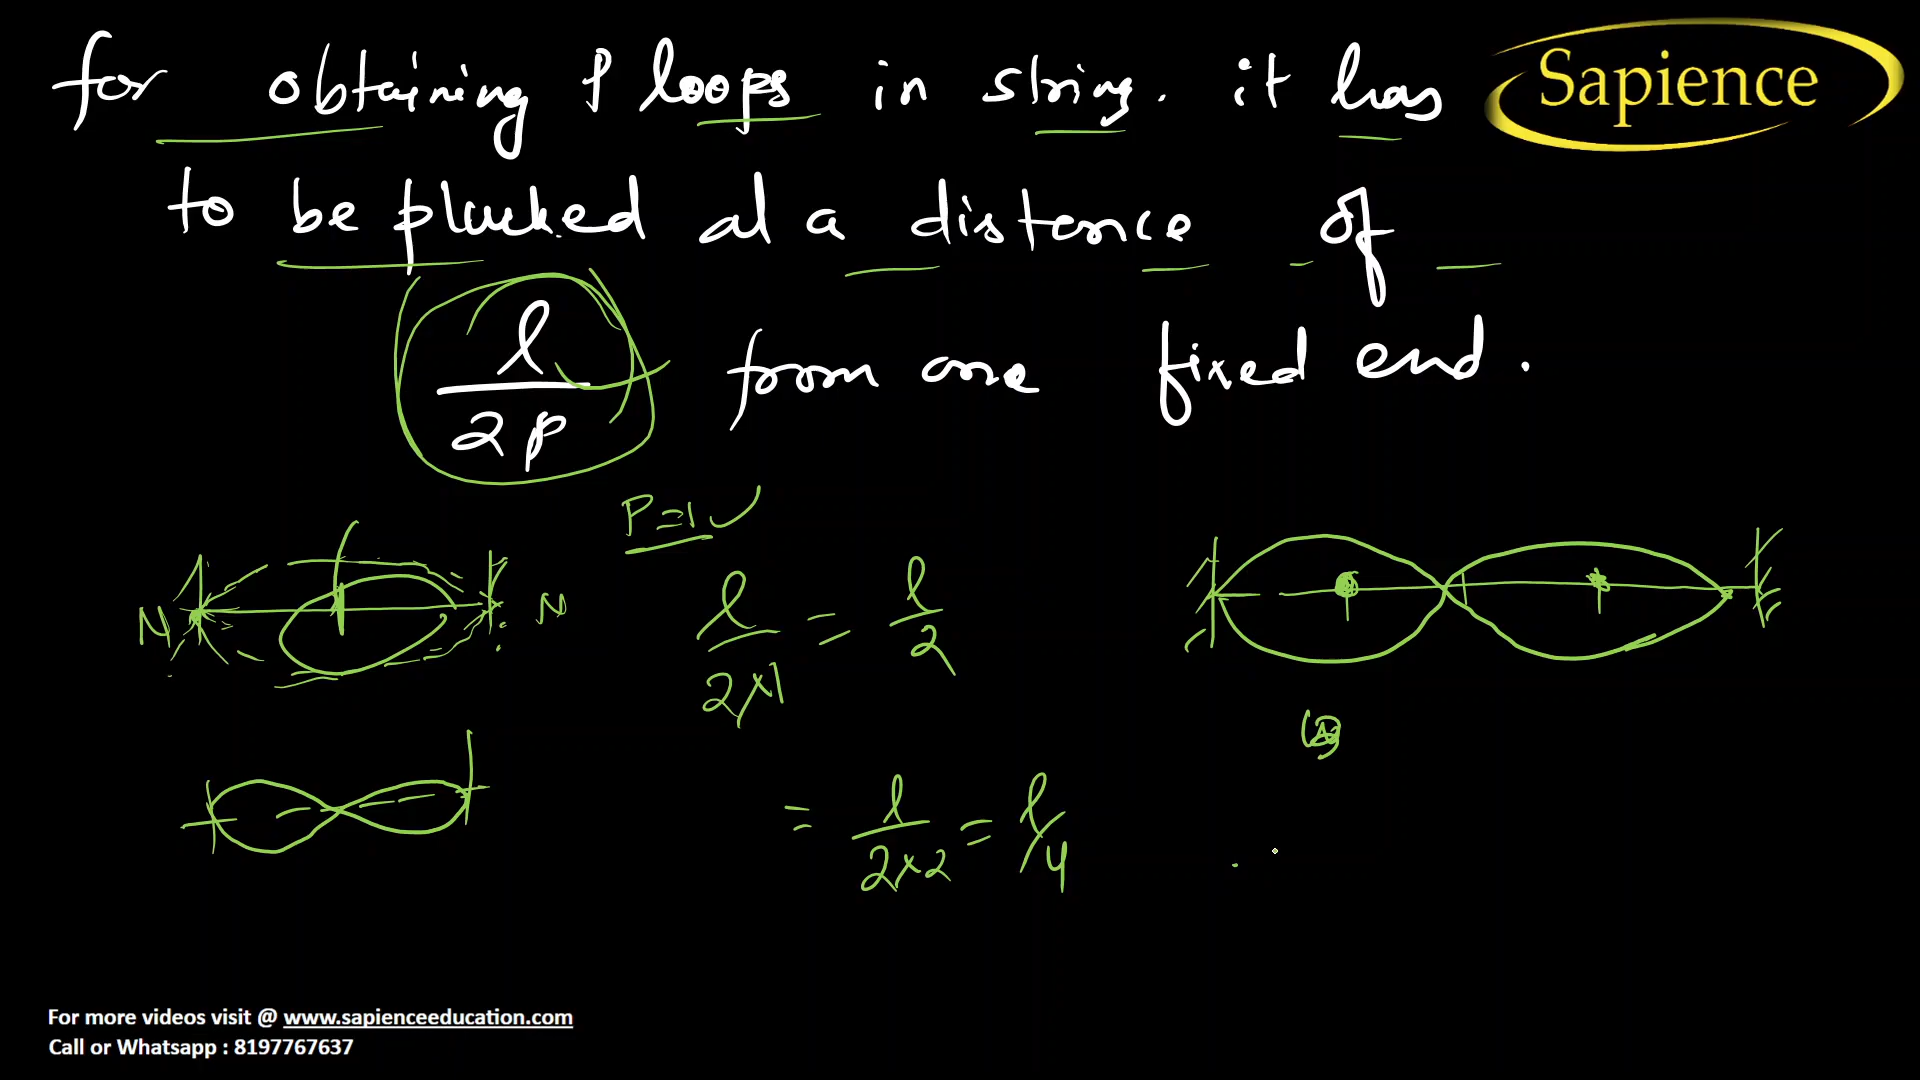 for obtaining P loops in string. it has
Sapience
to be plucked at a distance of
l/2p from one fixed end.
P=1
N N
l/2×1 = l/2
= l/2×2 = l/4
For more videos visit @ www.sapienceeducation.com
Call or Whatsapp : 8197767637